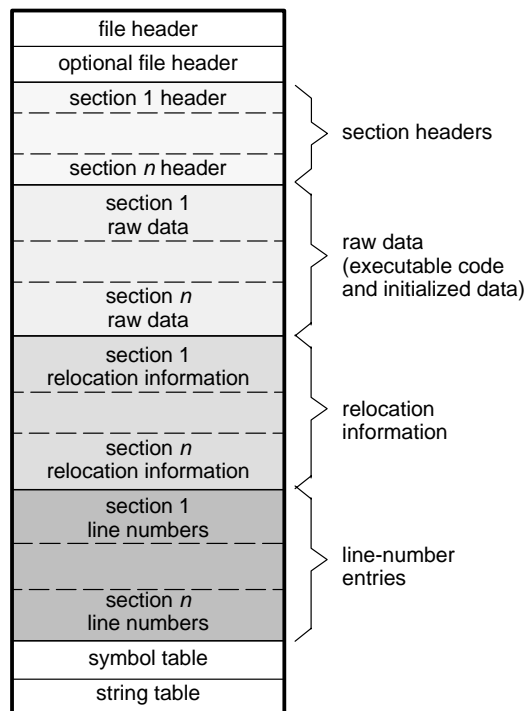 file header
optional file header
section 1 header
section n header
section headers
section 1
raw data
section n
raw data
raw data
(executable code
and initialized data)
section 1
relocation information
section n
relocation information
relocation
information
section 1
line numbers
section n
line numbers
line-number
entries
symbol table
string table